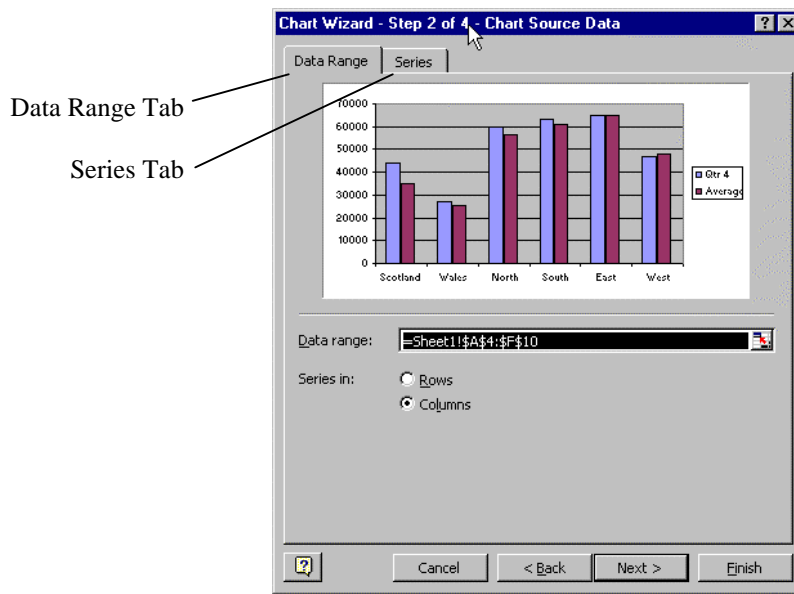 Chart Wizard - Step 2 of 4 - Chart Source Data
Data Range Series
Data Range Tab
Series Tab
70000
60000
50000
40000
30000
20000
10000
0
Scotland Wales North South East West
Qtr 4
Average
Data range: =Sheet1!$A$4:$F$10
Series in: Rows
Columns
Cancel < Back Next > Finish